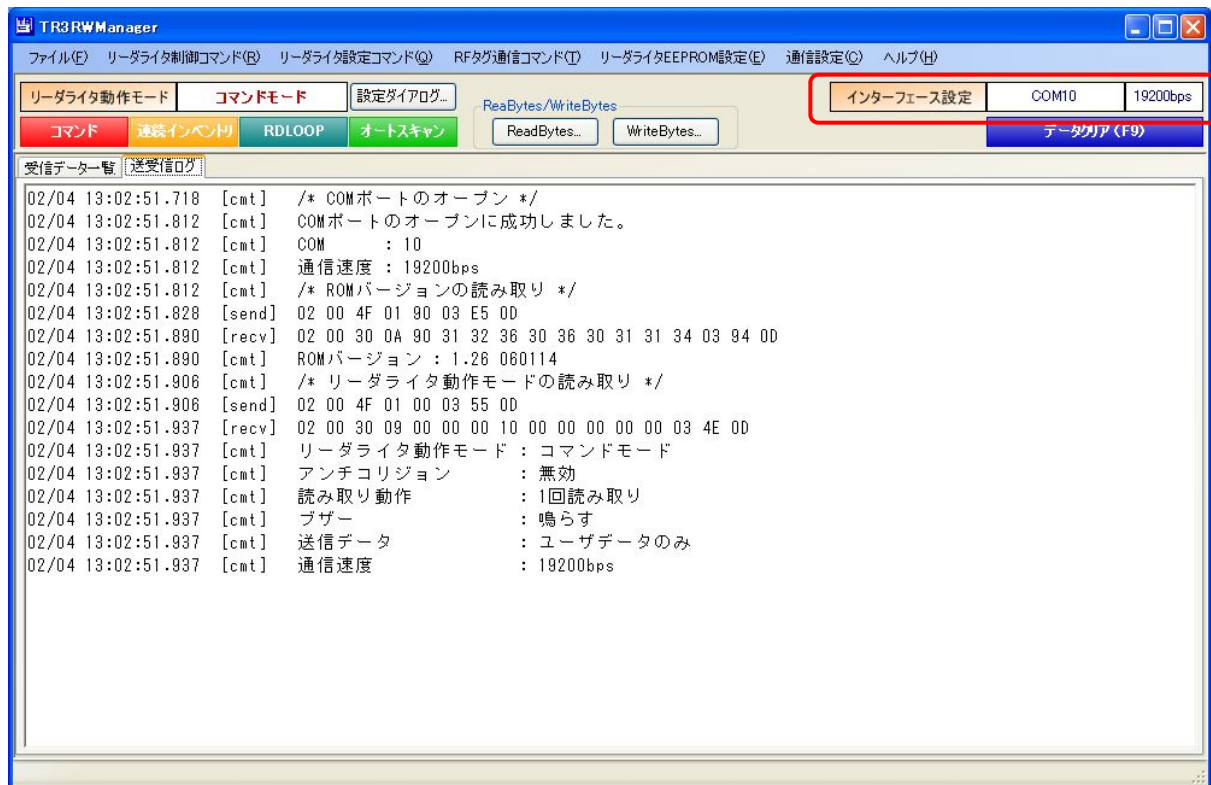 TR3RWManager
ファイル(F) リーダライタ制御コマンド(R) リーダライタ設定コマンド(Q) RFタグ通信コマンド(T) リーダライタEEPROM設定(E) 通信設定(C) ヘルプ(H)
リーダライタ動作モード コマンドモード 設定ダイアログ... ReaBytes/WriteBytes インターフェース設定 COM10 19200bps
コマンド 連続インベントリ RDLOOP オートスキャン ReadBytes... WriteBytes... データクリア(F9)
受信データ一覧 送受信ログ
02/04 13:02:51.718 [cmt] /* COMポートのオープン */
02/04 13:02:51.812 [cmt] COMポートのオープンに成功しました。
02/04 13:02:51.812 [cmt] COM : 10
02/04 13:02:51.812 [cmt] 通信速度 : 19200bps
02/04 13:02:51.812 [cmt] /* ROMバージョンの読み取り */
02/04 13:02:51.828 [send] 02 00 4F 01 90 03 E5 0D
02/04 13:02:51.890 [recv] 02 00 30 0A 90 31 32 36 30 36 30 31 31 34 03 94 0D
02/04 13:02:51.890 [cmt] ROMバージョン : 1.26 060114
02/04 13:02:51.906 [cmt] /* リーダライタ動作モードの読み取り */
02/04 13:02:51.906 [send] 02 00 4F 01 00 03 55 0D
02/04 13:02:51.937 [recv] 02 00 30 09 00 00 00 10 00 00 00 00 00 03 4E 0D
02/04 13:02:51.937 [cmt] リーダライタ動作モード : コマンドモード
02/04 13:02:51.937 [cmt] アンチコリジョン : 無効
02/04 13:02:51.937 [cmt] 読み取り動作 : 1回読み取り
02/04 13:02:51.937 [cmt] ブザー : 鳴らす
02/04 13:02:51.937 [cmt] 送信データ : ユーザデータのみ
02/04 13:02:51.937 [cmt] 通信速度 : 19200bps